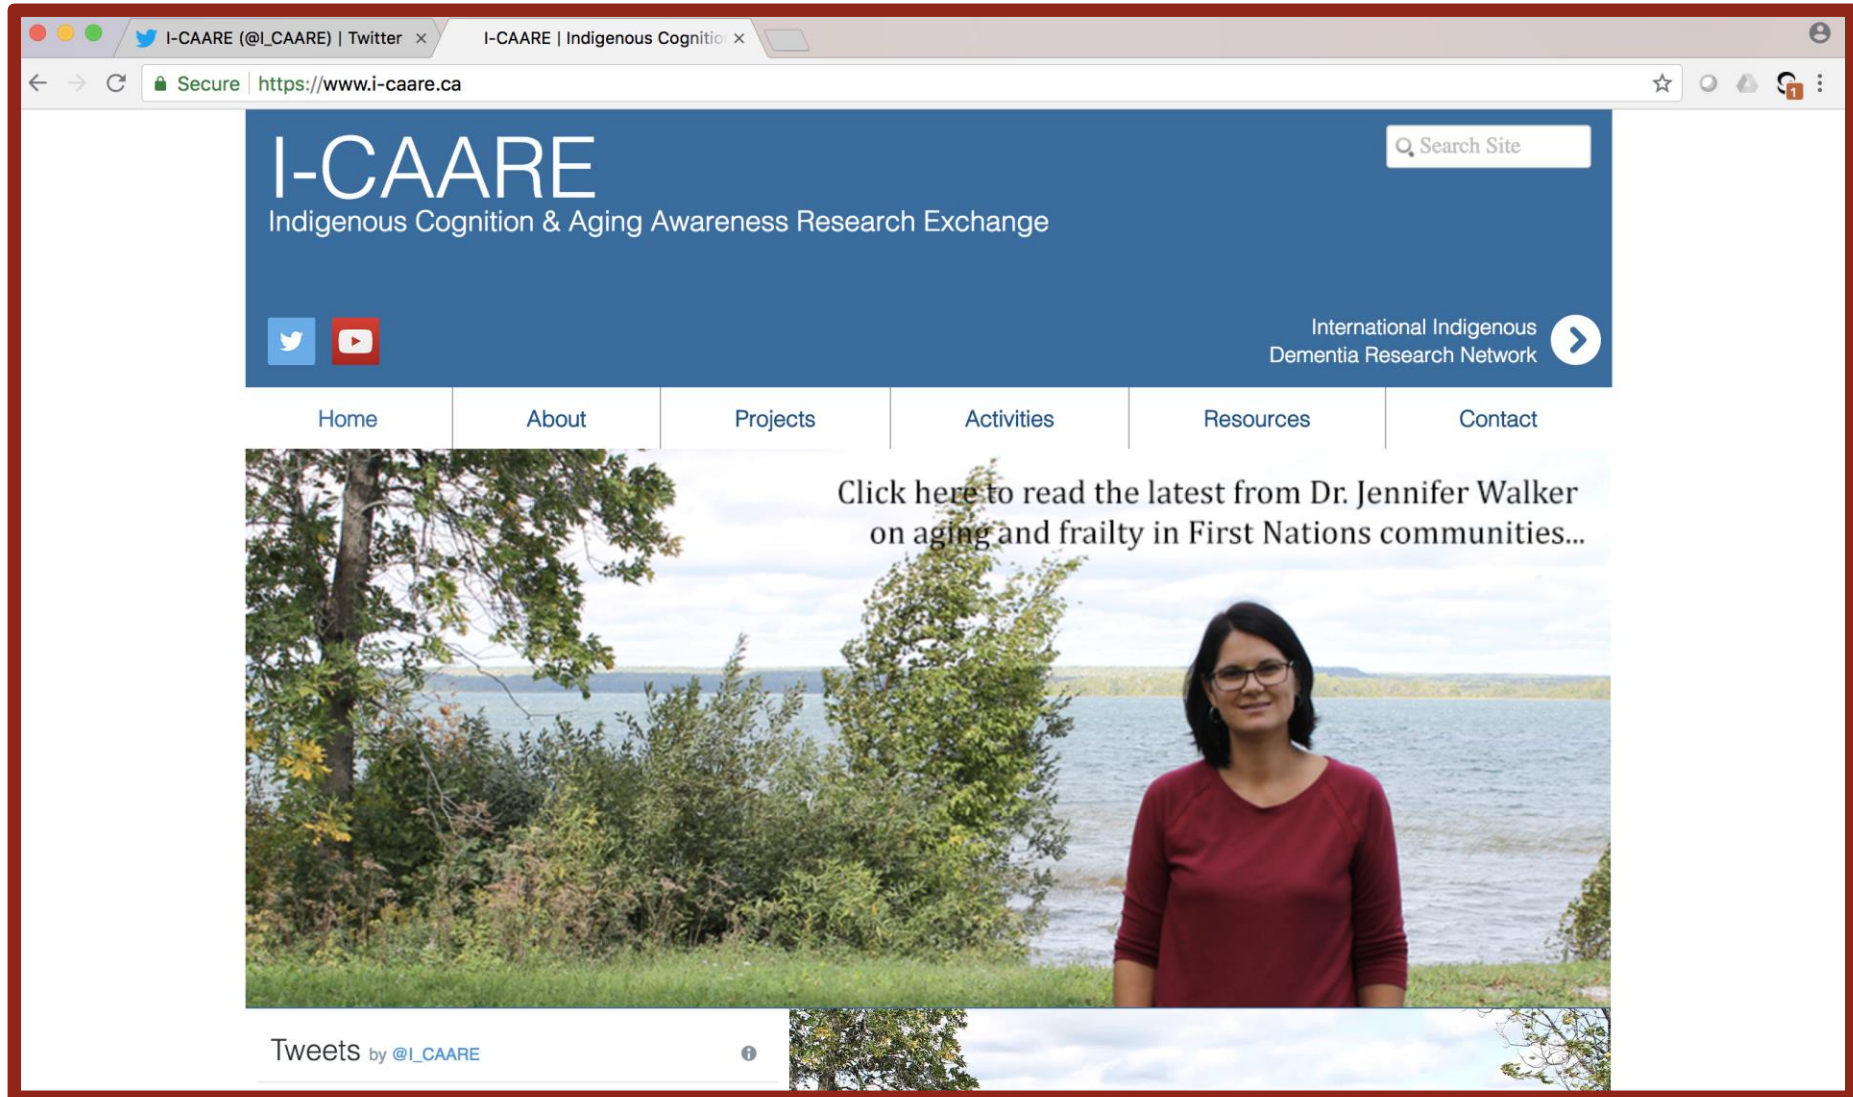 I-CAARE (@I_CAARE) | Twitter
I-CAARE | Indigenous Cognitio
Secure https://www.i-caare.ca
1
I-CAARE
Search Site
Indigenous Cognition & Aging Awareness Research Exchange
International Indigenous
Dementia Research Network
Home About Projects Activities Resources Contact
Click here to read the latest from Dr. Jennifer Walker
on aging and frailty in First Nations communities...
Tweets by @I_CAARE